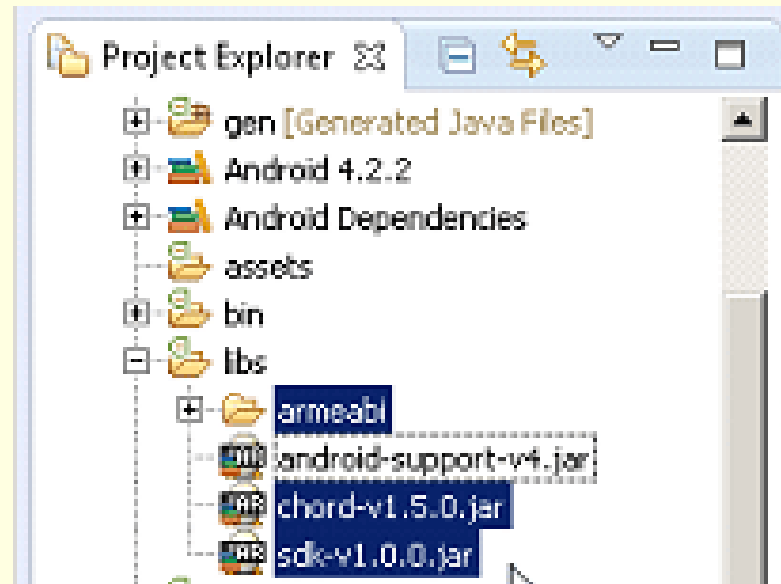 Project Explorer
gen [Generated Java Files]
Android 4.2.2
Android Dependencies
assets
bin
libs
armeabi
android-support-v4.jar
chord-v1.5.0.jar
sdk-v1.0.0.jar